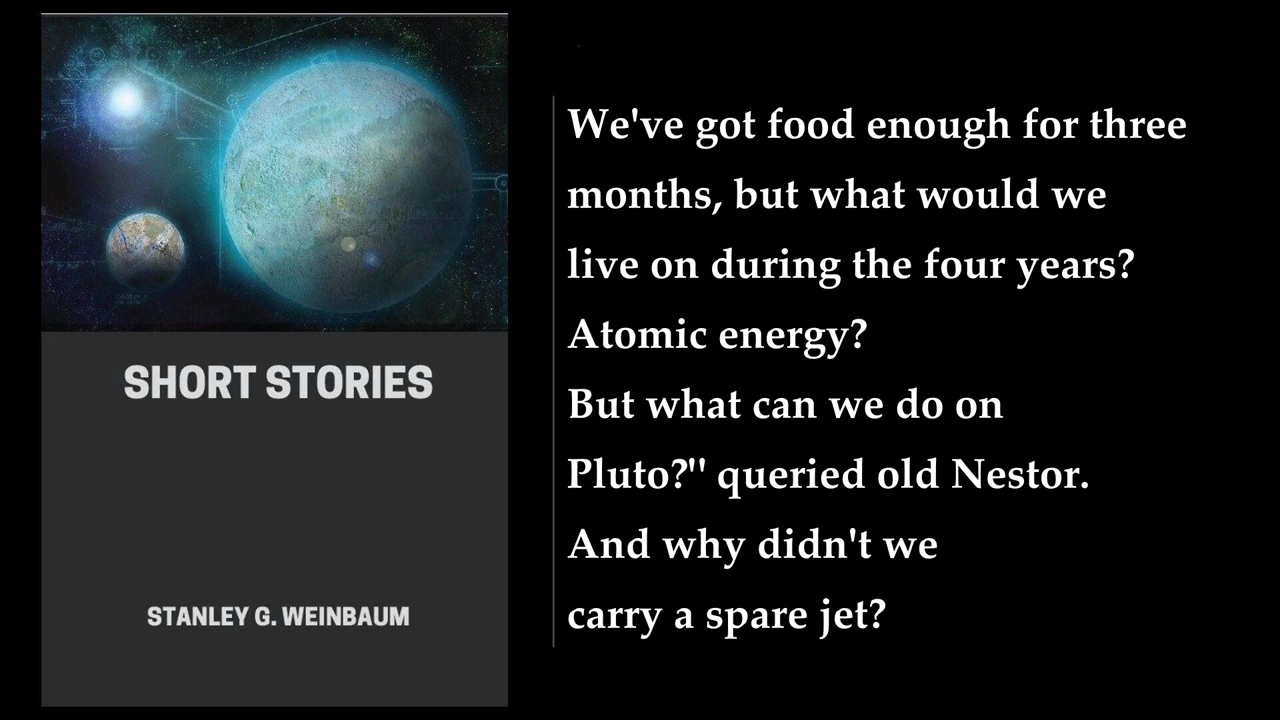 SHORT STORIES
STANLEY G. WEINBAUM
We've got food enough for three
months, but what would we
live on during the four years?
Atomic energy?
But what can we do on
Pluto?" queried old Nestor.
And why didn't we
carry a spare jet?